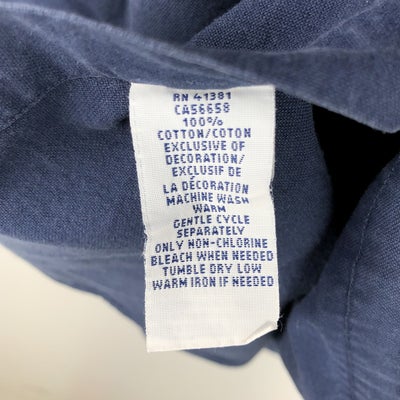 RN 41381
CA56658
100%
COTTON/COTON
EXCLUSIVE OF
DECORATION/
EXCLUSIF DE
LA DÉCORATION
MACHINE WASH
WARM
GENTLE CYCLE
SEPARATELY
ONLY NON-CHLORINE
BLEACH WHEN NEEDED
TUMBLE DRY LOW
WARM IRON IF NEEDED